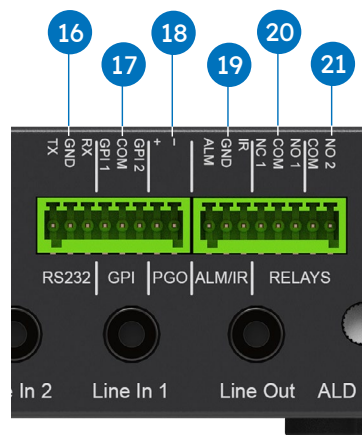 16 17 18 19 20 21
TX GND RX GPI 1 COM GPI 2 + - ALM GND IR NC 1 COM NO 1 COM NO 2
RS232 GPI PGO ALM/IR RELAYS
In 2 Line In 1 Line Out ALD